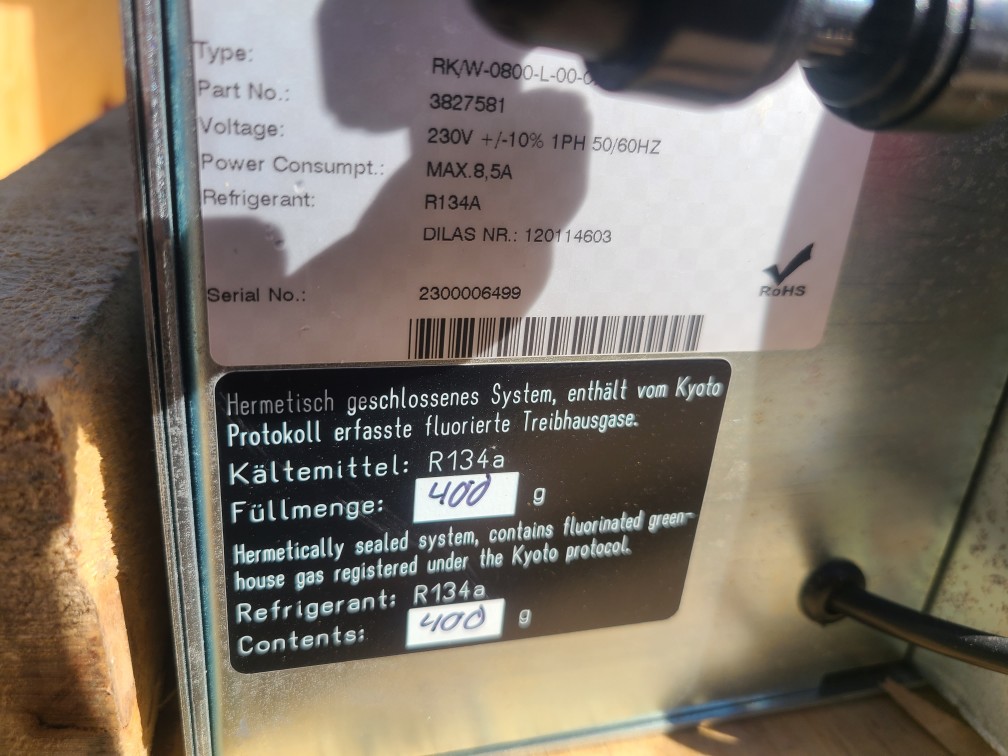 Type: RK/W-0800-L-00-
Part No.: 3827581
Voltage: 230V +/-10% 1PH 50/60HZ
Power Consumpt.: MAX.8,5A
Refrigerant: R134A
DILAS NR.: 120114603
Serial No.: 2300006499
RoHS
Hermetisch geschlossenes System, enthält vom Kyoto
Protokoll erfasste fluorierte Treibhausgase.
Kältemittel: R134a
Füllmenge: 400 g
Hermetically sealed system, contains fluorinated green-
house gas registered under the Kyoto protocol.
Refrigerant: R134a
Contents: 400 g